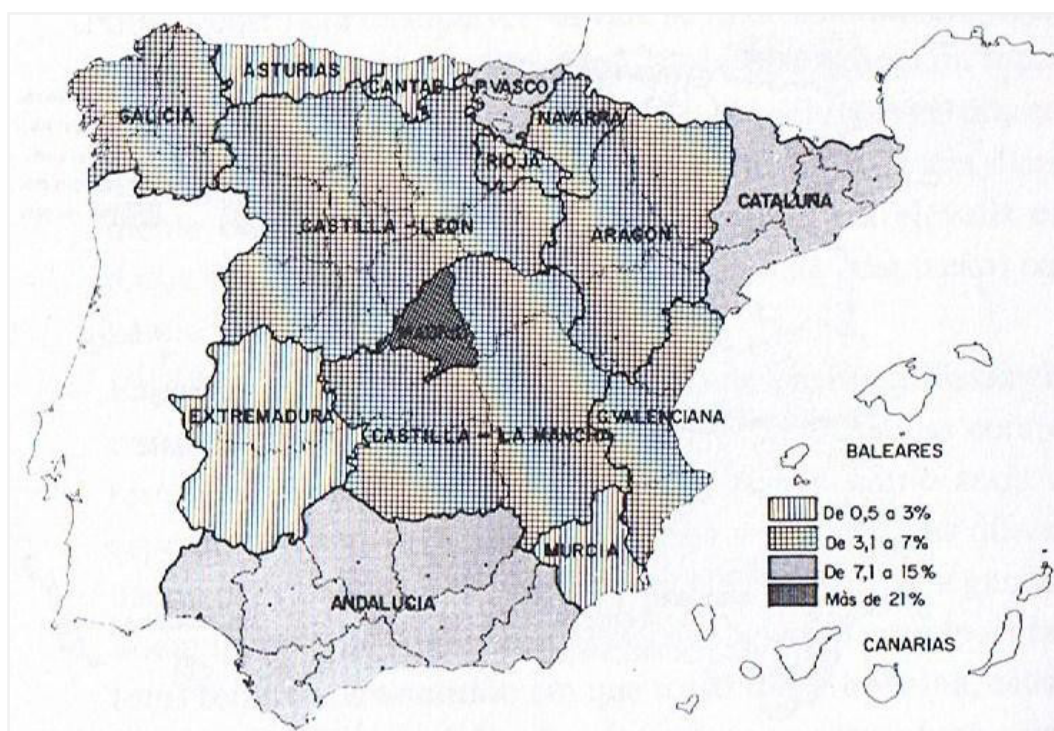 ASTURIAS
CANTAB.
P.VASCO
GALICIA
NAVARRA
RIOJA
CASTILLA - LEON
ARAGON
CATALUÑA
MADRID
EXTREMADURA
CASTILLA - LA MANCHA
C.VALENCIANA
BALEARES
MURCIA
ANDALUCIA
CANARIAS
De 0,5 a 3%
De 3,1 a 7%
De 7,1 a 15%
Màs de 21%